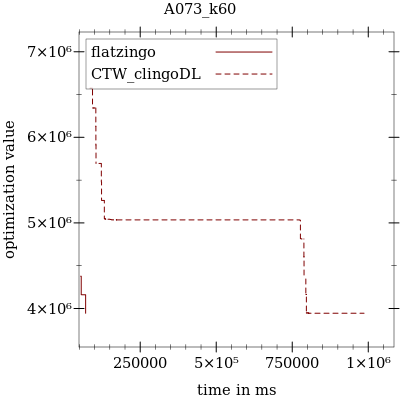 A073_k60
7×10⁶
flatzingo
CTW_clingoDL
6×10⁶
5×10⁶
4×10⁶
optimization value
250000
5×10⁵
750000
1×10⁶
time in ms